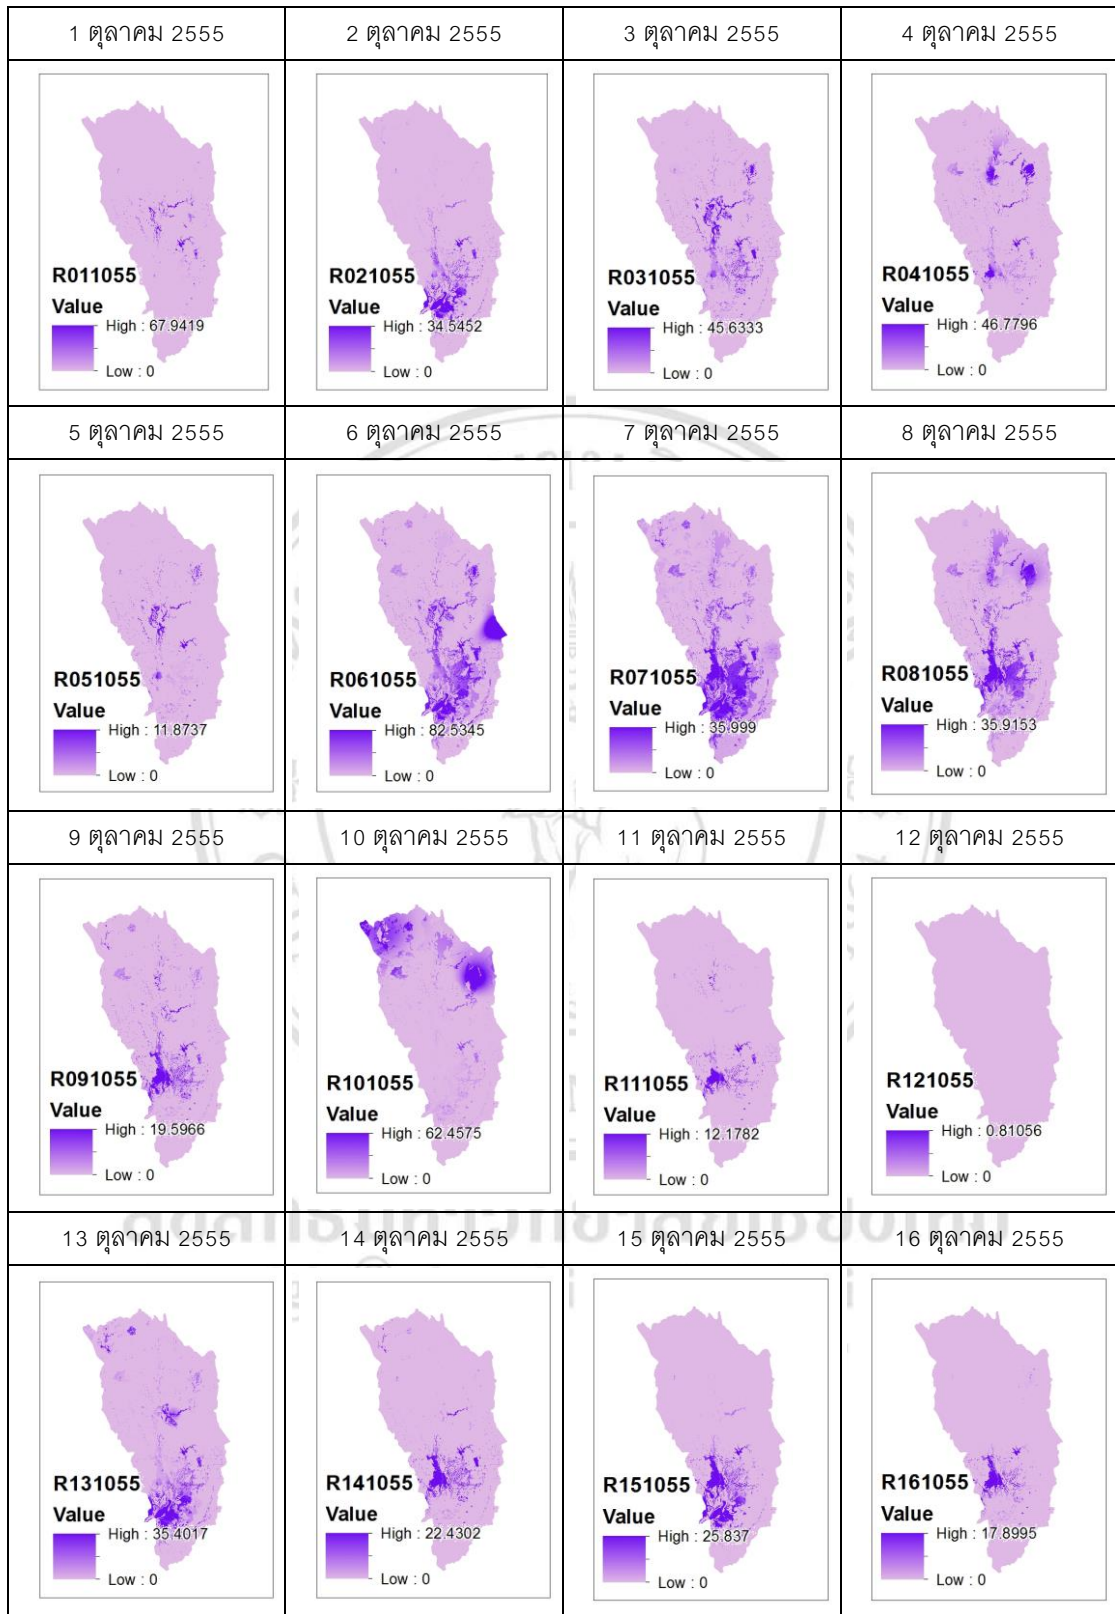 1 ตุลาคม 2555
2 ตุลาคม 2555
3 ตุลาคม 2555
4 ตุลาคม 2555
R011055
Value
High : 67.9419
Low : 0
R021055
Value
High : 34.5452
Low : 0
R031055
Value
High : 45.6333
Low : 0
R041055
Value
High : 46.7796
Low : 0
5 ตุลาคม 2555
6 ตุลาคม 2555
7 ตุลาคม 2555
8 ตุลาคม 2555
R051055
Value
High : 11.8737
Low : 0
R061055
Value
High : 82.5345
Low : 0
R071055
Value
High : 35.999
Low : 0
R081055
Value
High : 35.9153
Low : 0
9 ตุลาคม 2555
10 ตุลาคม 2555
11 ตุลาคม 2555
12 ตุลาคม 2555
R091055
Value
High : 19.5966
Low : 0
R101055
Value
High : 62.4575
Low : 0
R111055
Value
High : 12.1782
Low : 0
R121055
Value
High : 0.81056
Low : 0
13 ตุลาคม 2555
14 ตุลาคม 2555
15 ตุลาคม 2555
16 ตุลาคม 2555
R131055
Value
High : 35.4017
Low : 0
R141055
Value
High : 22.4302
Low : 0
R151055
Value
High : 25.837
Low : 0
R161055
Value
High : 17.8995
Low : 0